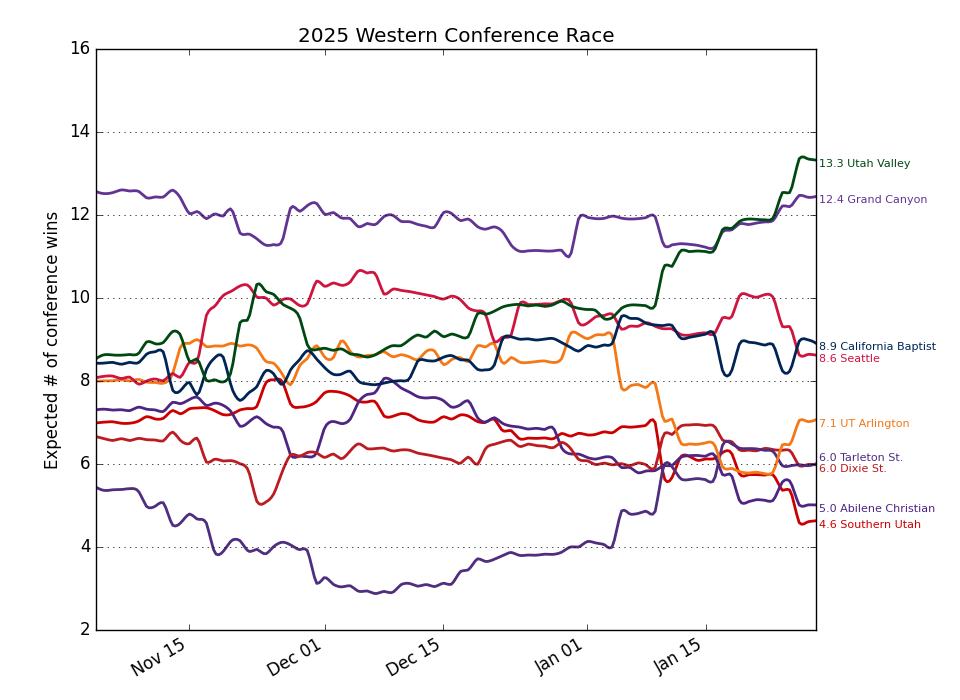 2025 Western Conference Race
Expected # of conference wins
16
14
12
10
8
6
4
2
13.3 Utah Valley
12.4 Grand Canyon
8.9 California Baptist
8.6 Seattle
7.1 UT Arlington
6.0 Tarleton St.
6.0 Dixie St.
5.0 Abilene Christian
4.6 Southern Utah
Nov 15
Dec 01
Dec 15
Jan 01
Jan 15